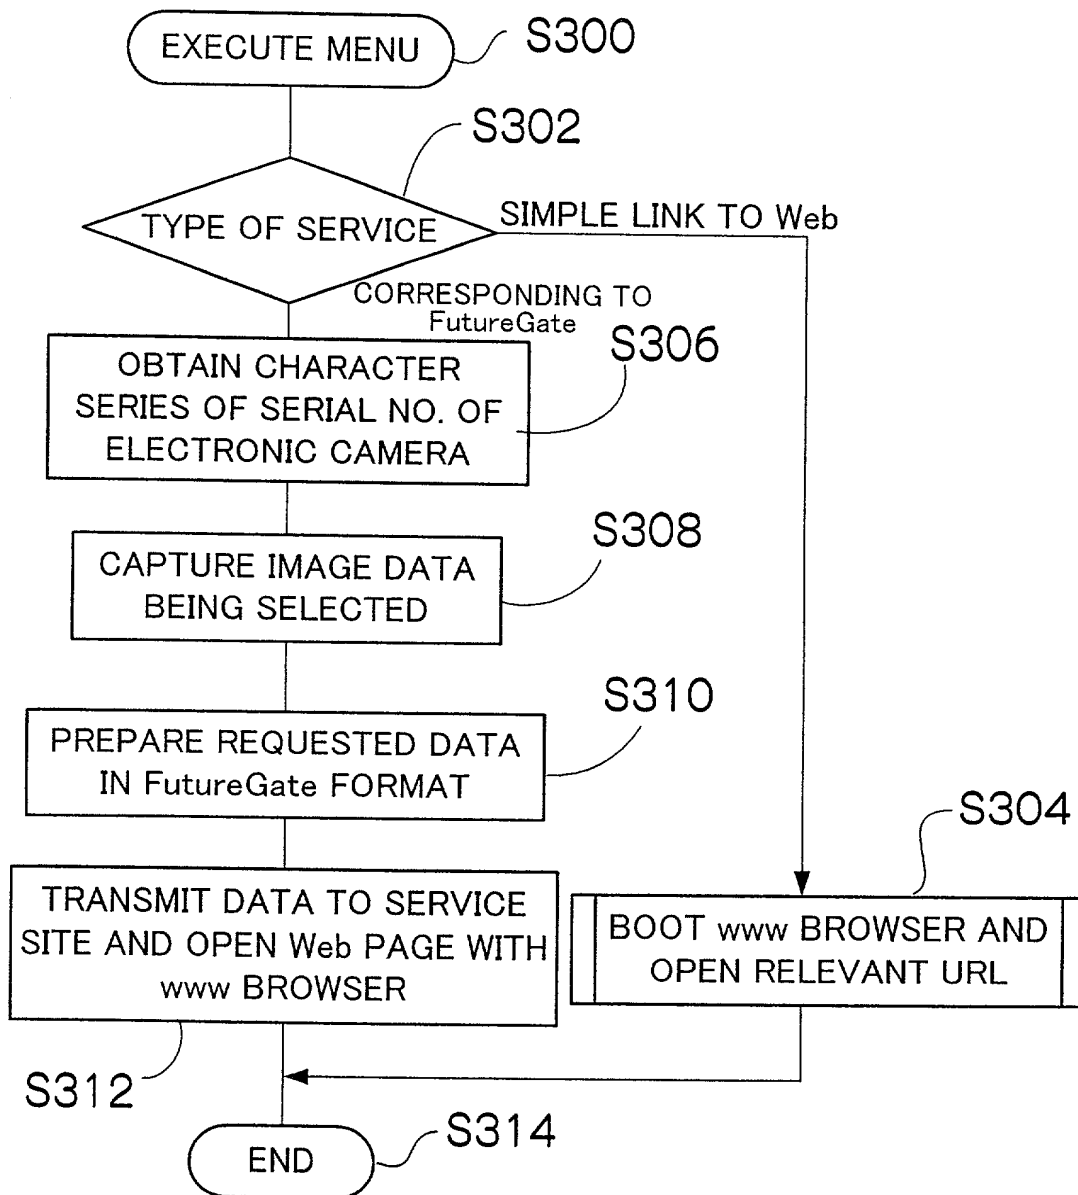 EXECUTE MENU
S300
S302
TYPE OF SERVICE
SIMPLE LINK TO Web
CORRESPONDING TO
FutureGate
S306
OBTAIN CHARACTER
SERIES OF SERIAL NO. OF
ELECTRONIC CAMERA
S308
CAPTURE IMAGE DATA
BEING SELECTED
S310
PREPARE REQUESTED DATA
IN FutureGate FORMAT
S304
TRANSMIT DATA TO SERVICE
SITE AND OPEN Web PAGE WITH
www BROWSER
BOOT www BROWSER AND
OPEN RELEVANT URL
S312
S314
END